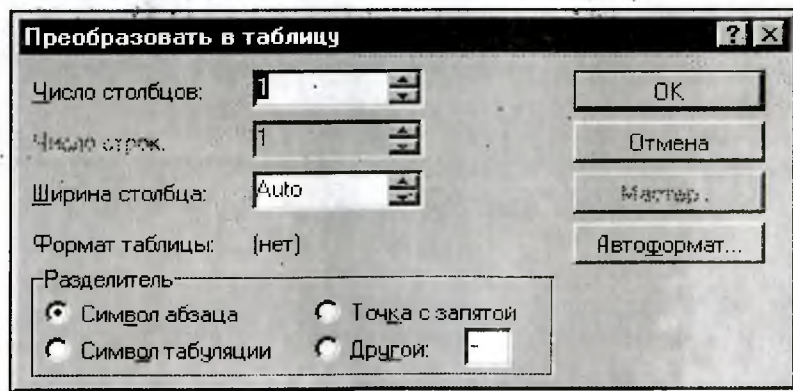 Преобразовать в таблицу
Число столбцов: 1
OK
Число строк: 1
Отмена
Ширина столбца: Auto
Мастер...
Формат таблицы: (нет)
Автоформат...
Разделитель
Символ абзаца
Точка с запятой
Символ табуляции
Другой: -